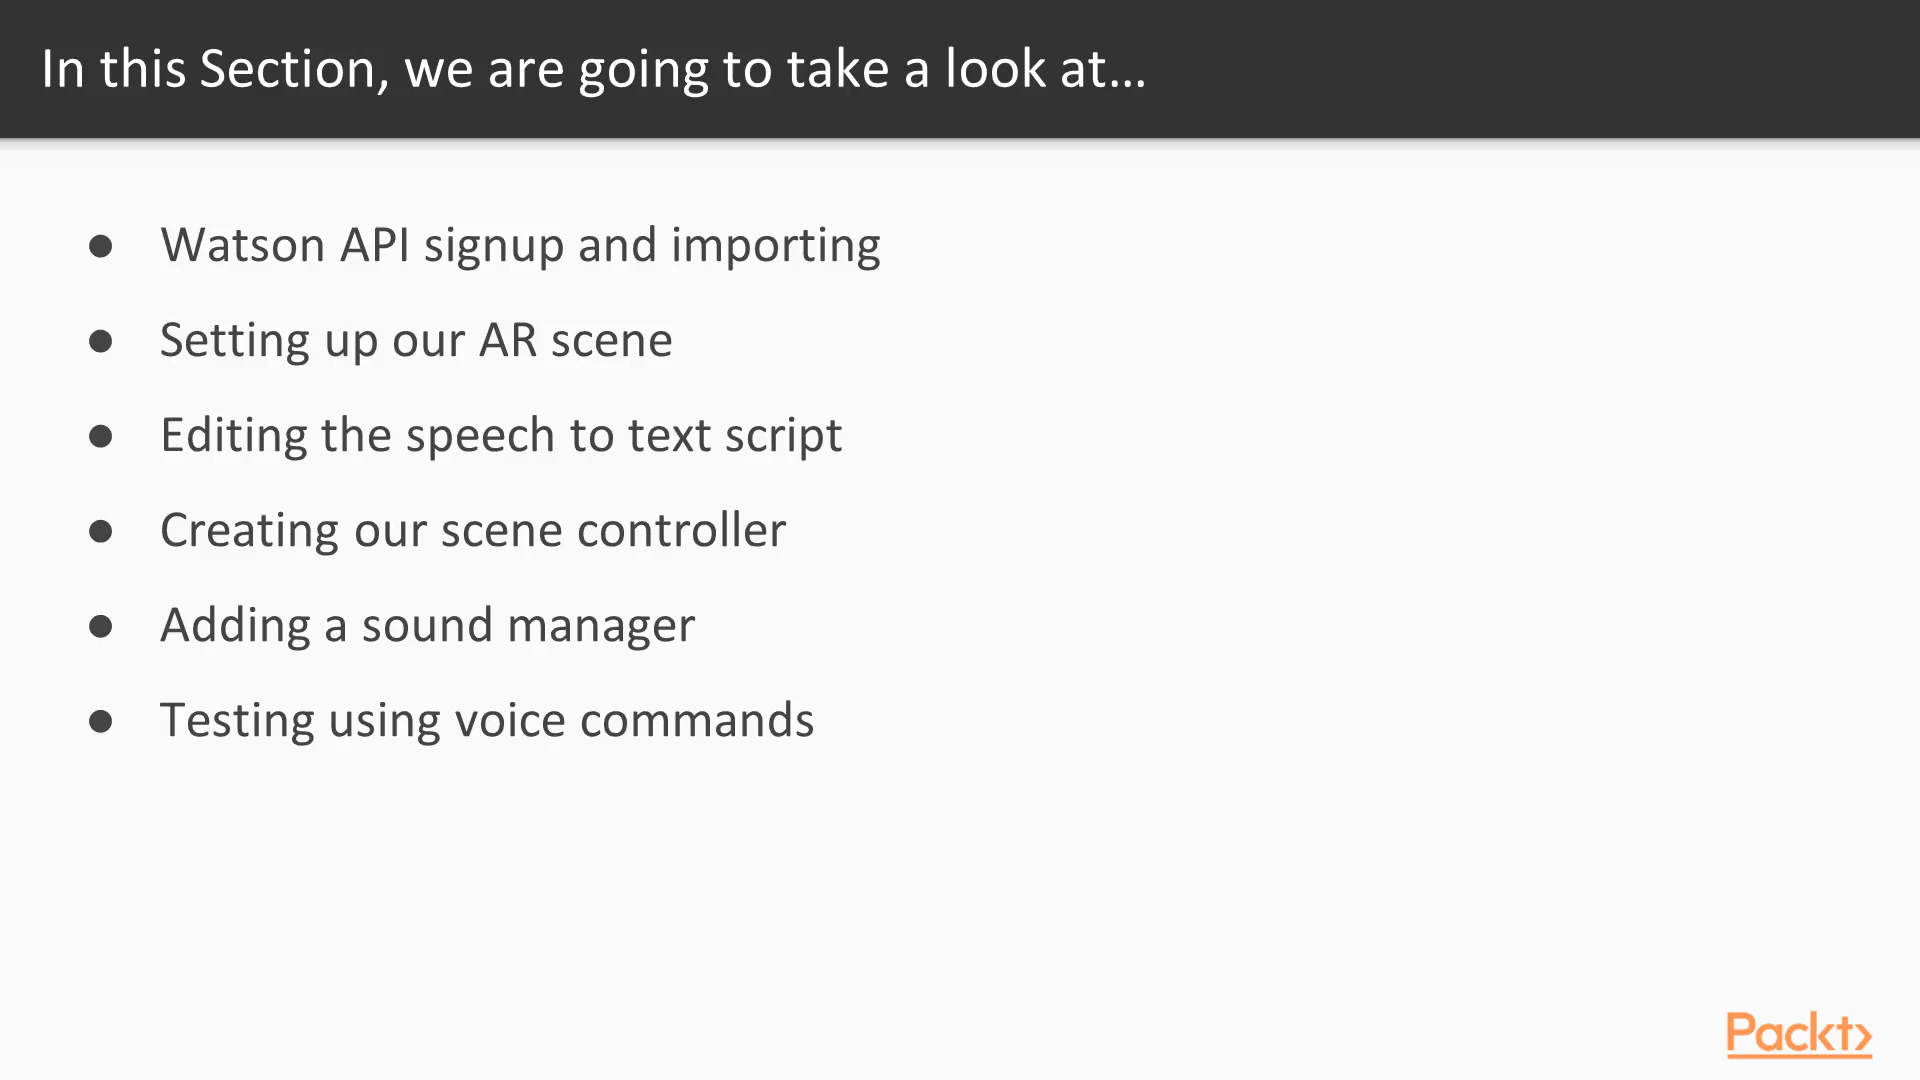 In this Section, we are going to take a look at...
● Watson API signup and importing
● Setting up our AR scene
● Editing the speech to text script
● Creating our scene controller
● Adding a sound manager
● Testing using voice commands
Packt>